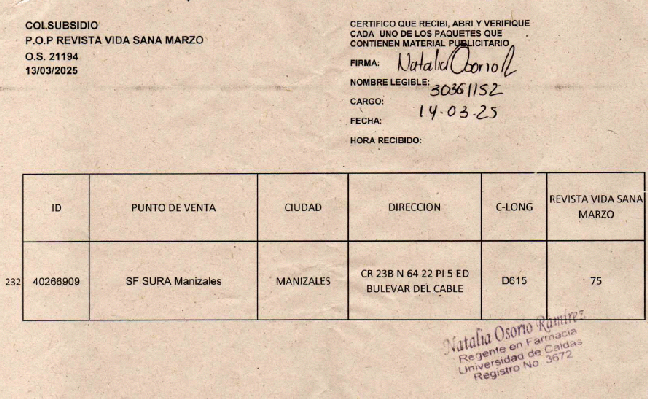 COLSUBSIDIO
P.O.P REVISTA VIDA SANA MARZO
O.S. 21194
13/03/2025
CERTIFICO QUE RECIBI, ABRI Y VERIFIQUE
CADA UNO DE LOS PAQUETES QUE
CONTIENEN MATERIAL PUBLICITARIO
FIRMA: Natalia Osorio R
NOMBRE LEGIBLE: 30361152
CARGO:
FECHA: 14-03-25
HORA RECIBIDO:
ID PUNTO DE VENTA CIUDAD DIRECCION C-LONG REVISTA VIDA SANA MARZO
232 40266909 SF SURA Manizales MANIZALES CR 23B N 64 22 PI 5 ED BULEVAR DEL CABLE D615 75
Natalia Osorio Ramirez
Regente en Farmacia
Universidad de Caldas
Registro No. 3672